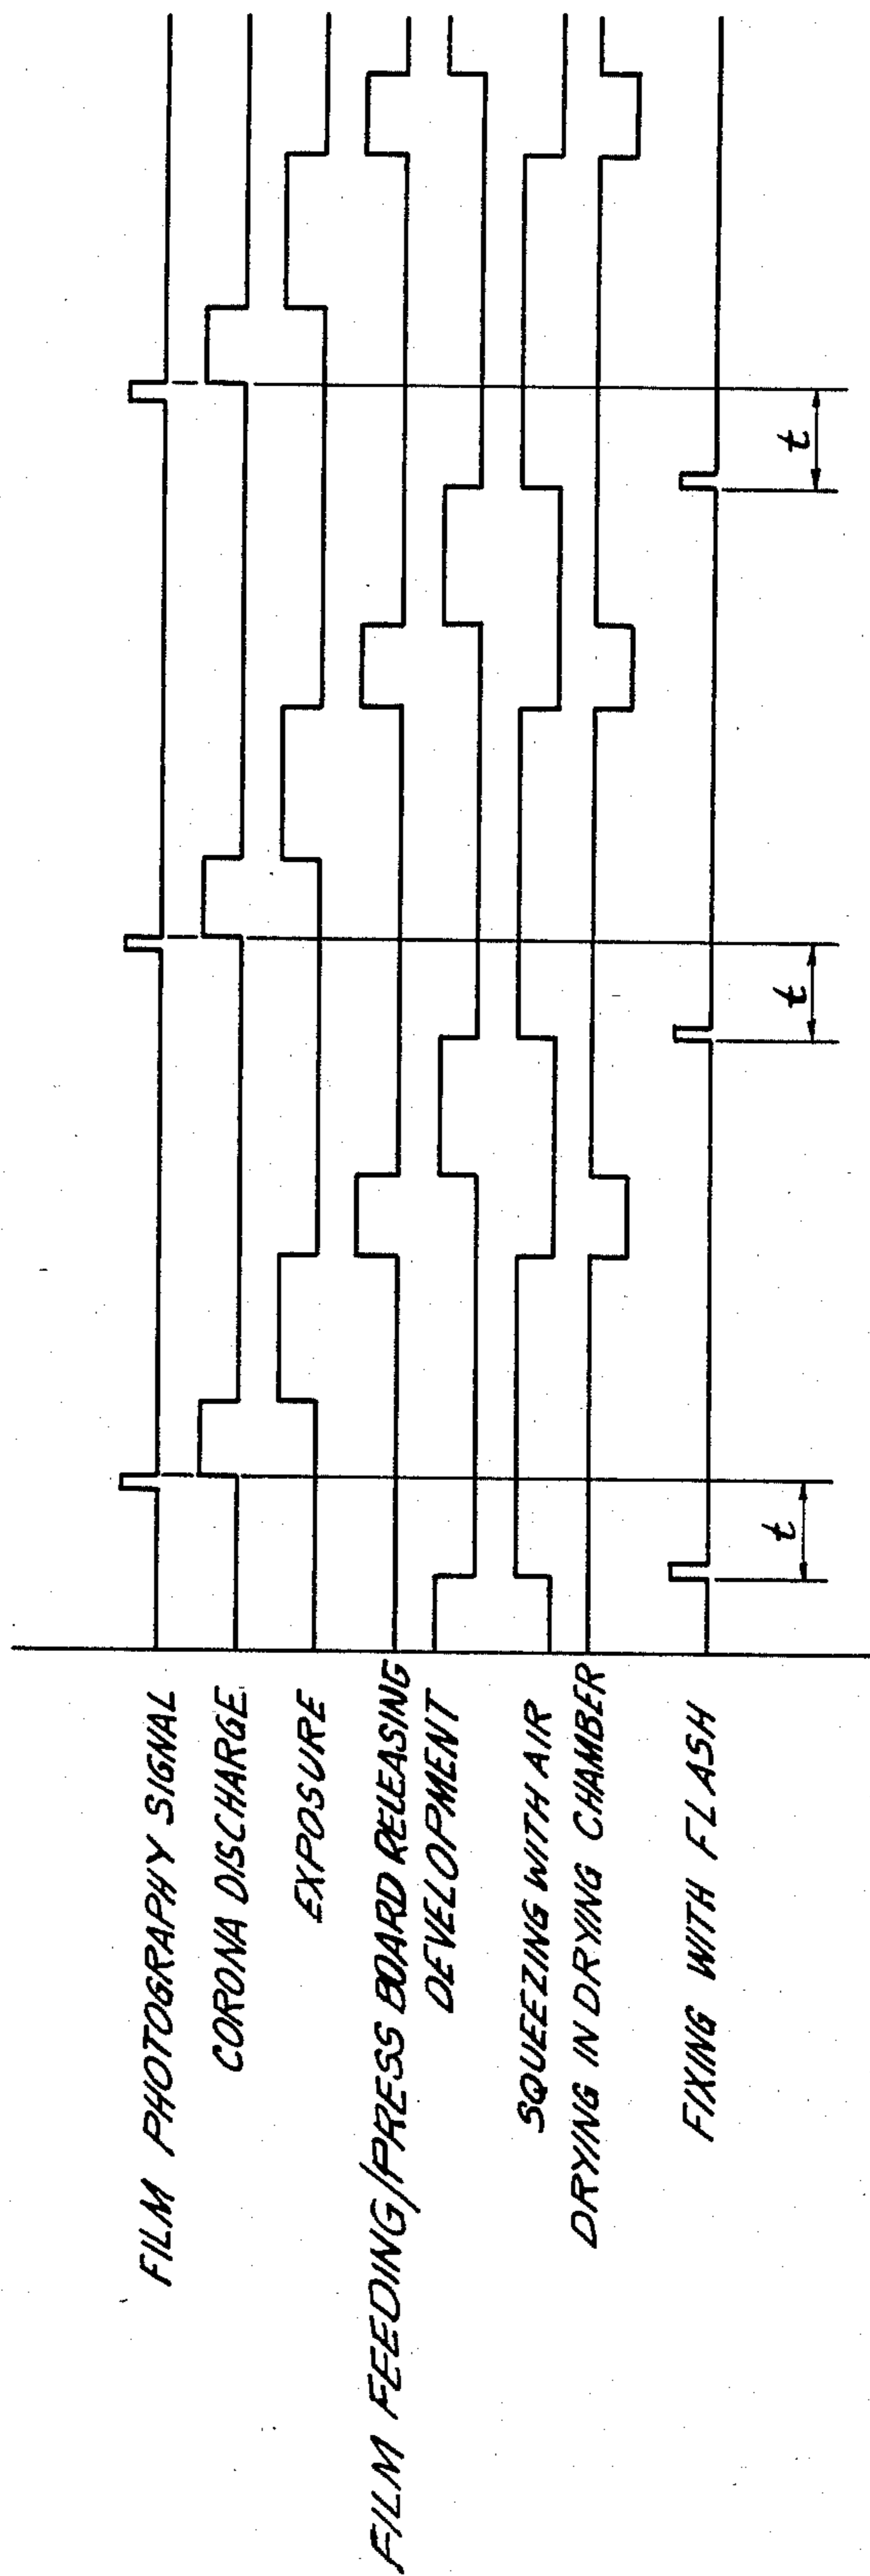 FILM PHOTOGRAPHY SIGNAL
CORONA DISCHARGE
EXPOSURE
FILM FEEDING/PRESS BOARD RELEASING
DEVELOPMENT
SQUEEZING WITH AIR
DRYING IN DRYING CHAMBER
FIXING WITH FLASH
t
t
t